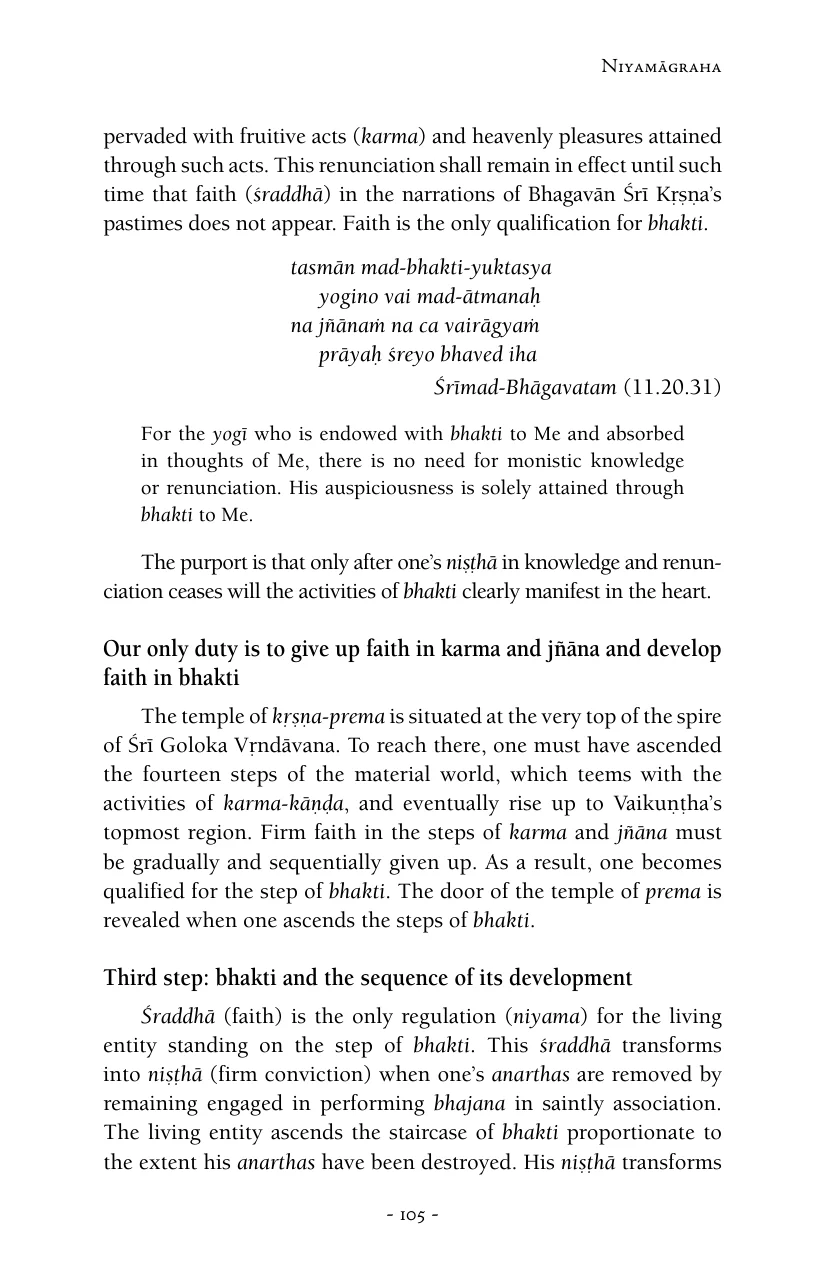 Niyamāgraha
pervaded with fruitive acts (karma) and heavenly pleasures attained
through such acts. This renunciation shall remain in effect until such
time that faith (śraddhā) in the narrations of Bhagavān Śrī Kṛṣṇa’s
pastimes does not appear. Faith is the only qualification for bhakti.
tasmān mad-bhakti-yuktasya
yogino vai mad-ātmanaḥ
na jñānaṁ na ca vairāgyaṁ
prāyaḥ śreyo bhaved iha
Śrīmad-Bhāgavatam (11.20.31)
For the yogī who is endowed with bhakti to Me and absorbed
in thoughts of Me, there is no need for monistic knowledge
or renunciation. His auspiciousness is solely attained through
bhakti to Me.
The purport is that only after one’s niṣṭhā in knowledge and renun-
ciation ceases will the activities of bhakti clearly manifest in the heart.
Our only duty is to give up faith in karma and jñāna and develop
faith in bhakti
The temple of kṛṣṇa-prema is situated at the very top of the spire
of Śrī Goloka Vṛndāvana. To reach there, one must have ascended
the fourteen steps of the material world, which teems with the
activities of karma-kāṇḍa, and eventually rise up to Vaikuṇṭha’s
topmost region. Firm faith in the steps of karma and jñāna must
be gradually and sequentially given up. As a result, one becomes
qualified for the step of bhakti. The door of the temple of prema is
revealed when one ascends the steps of bhakti.
Third step: bhakti and the sequence of its development
Śraddhā (faith) is the only regulation (niyama) for the living
entity standing on the step of bhakti. This śraddhā transforms
into niṣṭhā (firm conviction) when one’s anarthas are removed by
remaining engaged in performing bhajana in saintly association.
The living entity ascends the staircase of bhakti proportionate to
the extent his anarthas have been destroyed. His niṣṭhā transforms
- 105 -